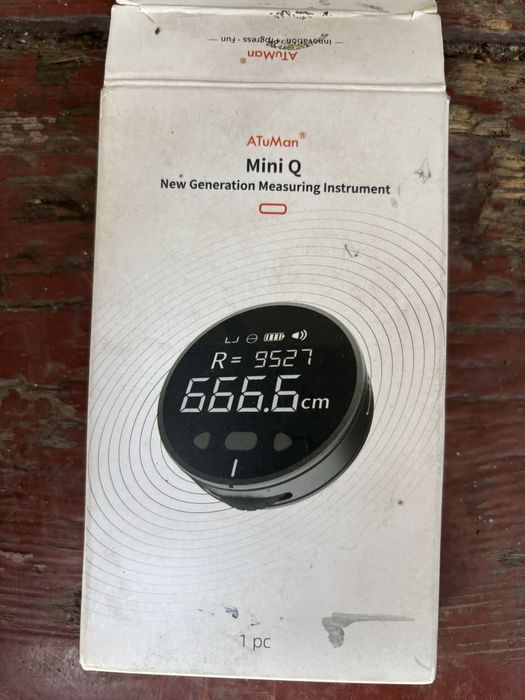 — Innovation · Progress · Fun —
ATuMan®
ATuMan®
Mini Q
New Generation Measuring Instrument
R= 9527
666.6cm
1 pc